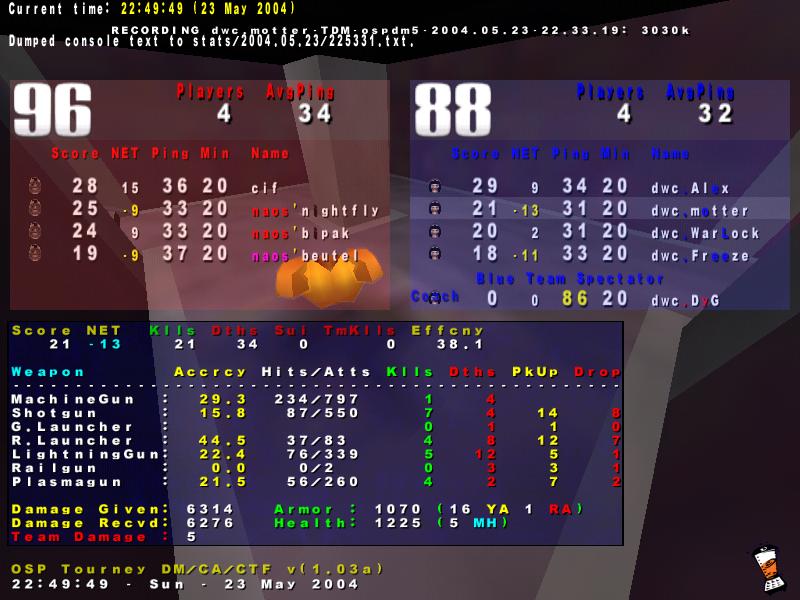 Current time: 22:49:49 (23 May 2004)
RECORDING dwc.motter-TDM-ospdm5-2004.05.23-22.33.19: 3030k
Dumped console text to stats/2004.05.23/225331.txt.
96 Players AvgPing
4 34
Score NET Ping Min Name
28 15 36 20 cif
25 -9 33 20 naos'nightfly
24 9 33 20 naos'bipak
19 -9 37 20 naos'beutel
88 Players AvgPing
4 32
Score NET Ping Min Name
29 9 34 20 dwc.Alex
21 -13 31 20 dwc.motter
20 2 31 20 dwc.WarLock
18 -11 33 20 dwc.Freeze
Blue Team Spectator
Coach 0 0 86 20 dwc.DyG
Score NET Klls Dths Sui TmKlls Effcny
21 -13 21 34 0 0 38.1
Weapon Accrcy Hits/Atts Klls Dths PkUp Drop
MachineGun : 29.3 234/797 1 4
Shotgun : 15.8 87/550 7 4 14 8
G.Launcher : 0 1 1 0
R.Launcher : 44.5 37/83 4 8 12 7
LightningGun: 22.4 76/339 5 12 5 1
Railgun : 0.0 0/2 0 3 3 1
Plasmagun : 21.5 56/260 4 2 7 2
Damage Given: 6314 Armor : 1070 (16 YA 1 RA)
Damage Recvd: 6276 Health: 1225 (5 MH)
Team Damage : 5
OSP Tourney DM/CA/CTF v(1.03a)
22:49:49 - Sun - 23 May 2004